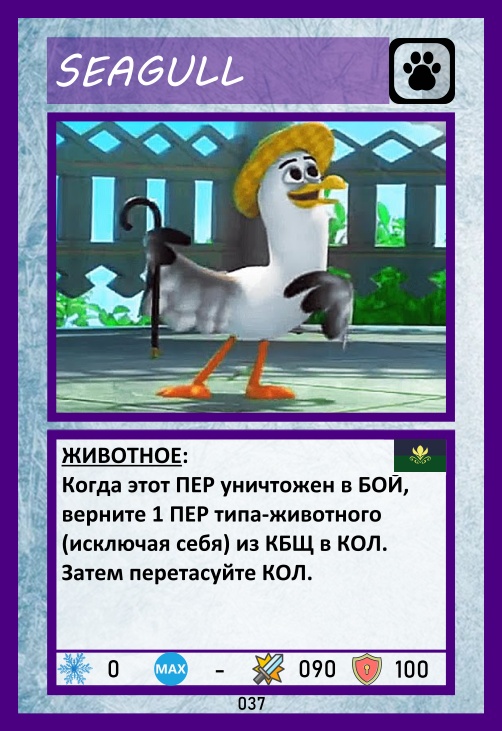 SEAGULL
ЖИВОТНОЕ:
Когда этот ПЕР уничтожен в БОЙ,
верните 1 ПЕР типа-животного
(исключая себя) из КБЩ в КОЛ.
Затем перетасуйте КОЛ.
0 MAX - 090 100
037